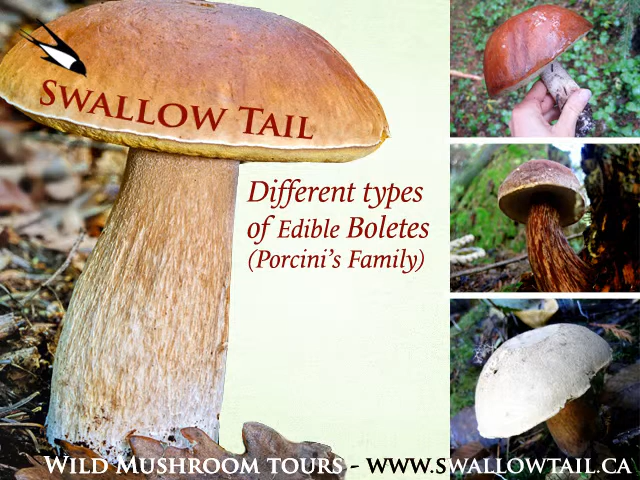 SWALLOW TAIL
Different types
of Edible Boletes
(Porcini's Family)
WILD MUSHROOM TOURS - WWW.SWALLOWTAIL.CA